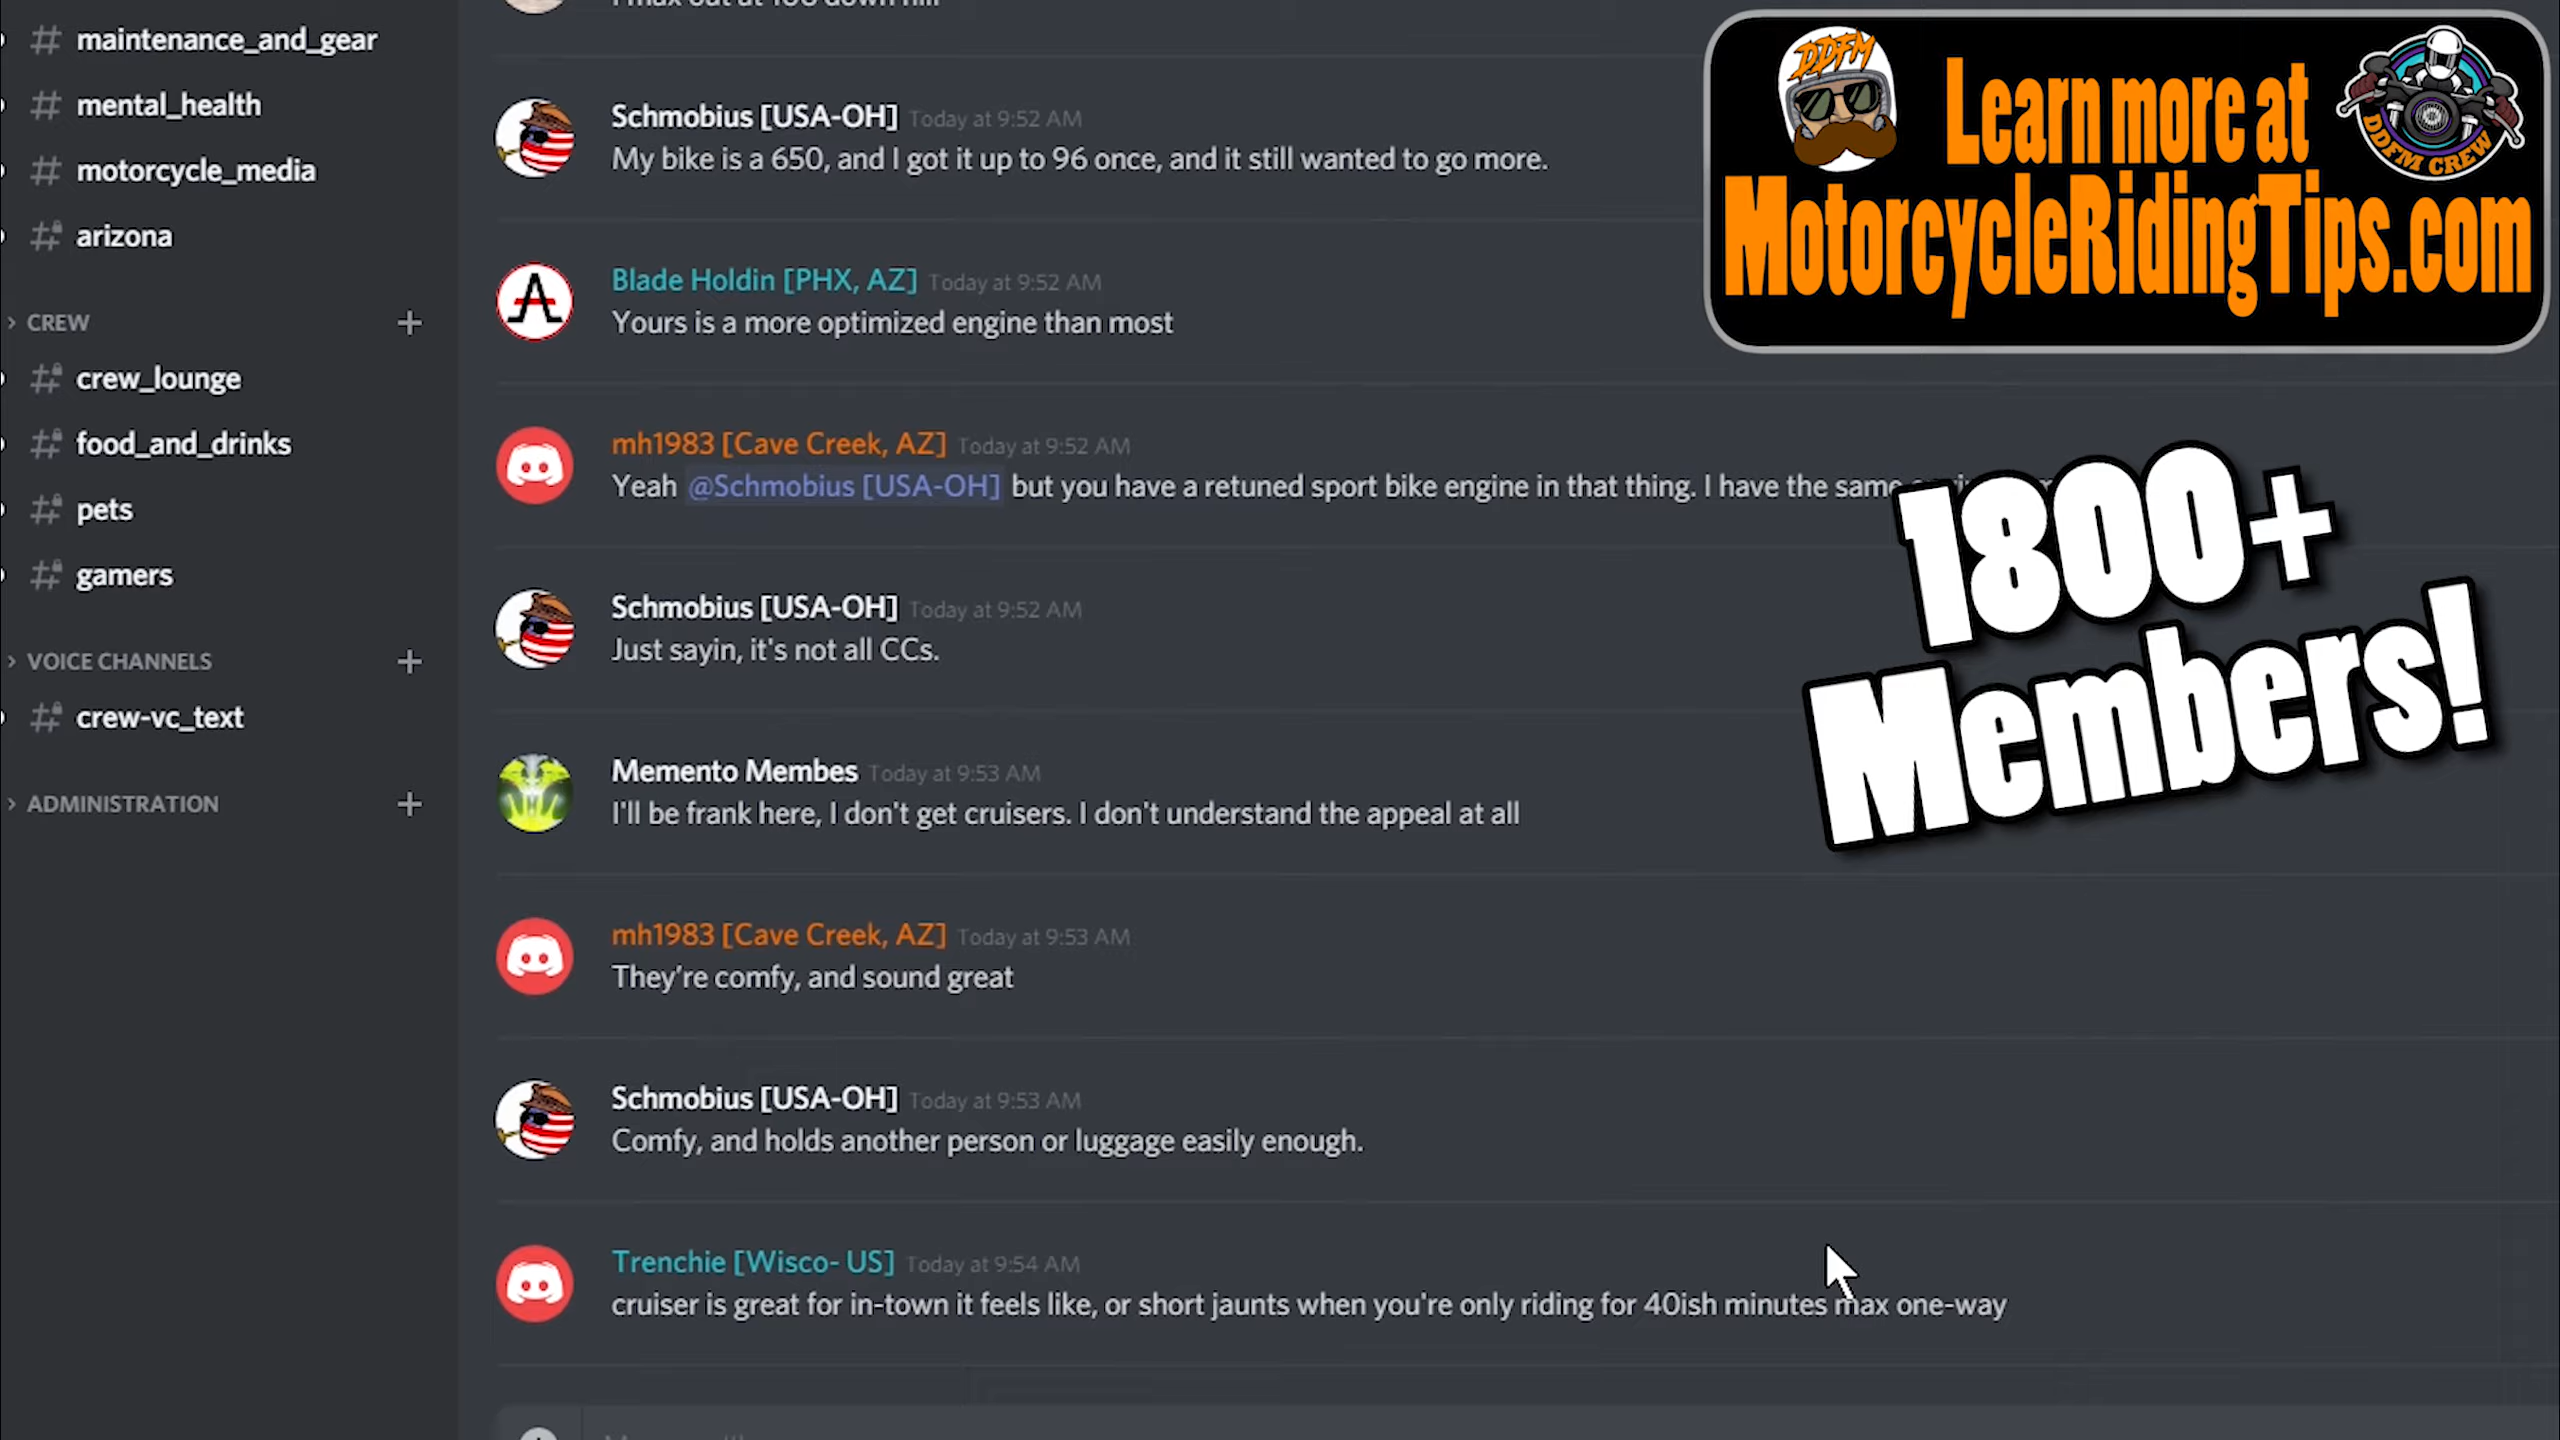 maintenance_and_gear
mental_health
motorcycle_media
arizona
CREW
crew_lounge
food_and_drinks
pets
gamers
VOICE CHANNELS
crew-vc_text
ADMINISTRATION
Schmobius [USA-OH] Today at 9:52 AM
My bike is a 650, and I got it up to 96 once, and it still wanted to go more.
Blade Holdin [PHX, AZ] Today at 9:52 AM
Yours is a more optimized engine than most
mh1983 [Cave Creek, AZ] Today at 9:52 AM
Yeah @Schmobius [USA-OH] but you have a retuned sport bike engine in that thing. I have the same
Schmobius [USA-OH] Today at 9:52 AM
Just sayin, it's not all CCs.
Memento Membes Today at 9:53 AM
I'll be frank here, I don't get cruisers. I don't understand the appeal at all
mh1983 [Cave Creek, AZ] Today at 9:53 AM
They're comfy, and sound great
Schmobius [USA-OH] Today at 9:53 AM
Comfy, and holds another person or luggage easily enough.
Trenchie [Wisco- US] Today at 9:54 AM
cruiser is great for in-town it feels like, or short jaunts when you're only riding for 40ish minutes max one-way
DDFM
Learn more at
MotorcycleRidingTips.com
DDFM CREW
1800+
Members!